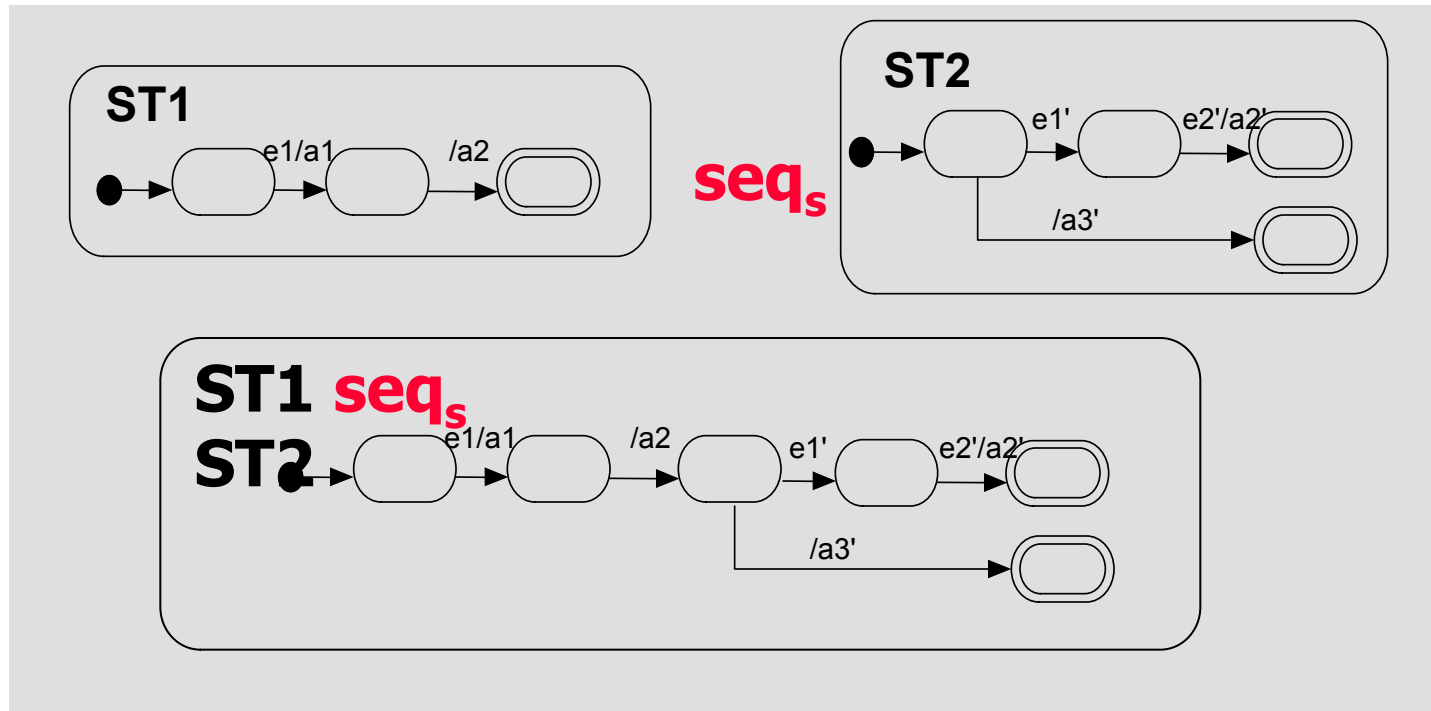 ST1
e1/a1
/a2
seqs
ST2
e1'
e2'/a2'
/a3'
ST1 seqs
ST2
e1/a1
/a2
e1'
e2'/a2'
/a3'